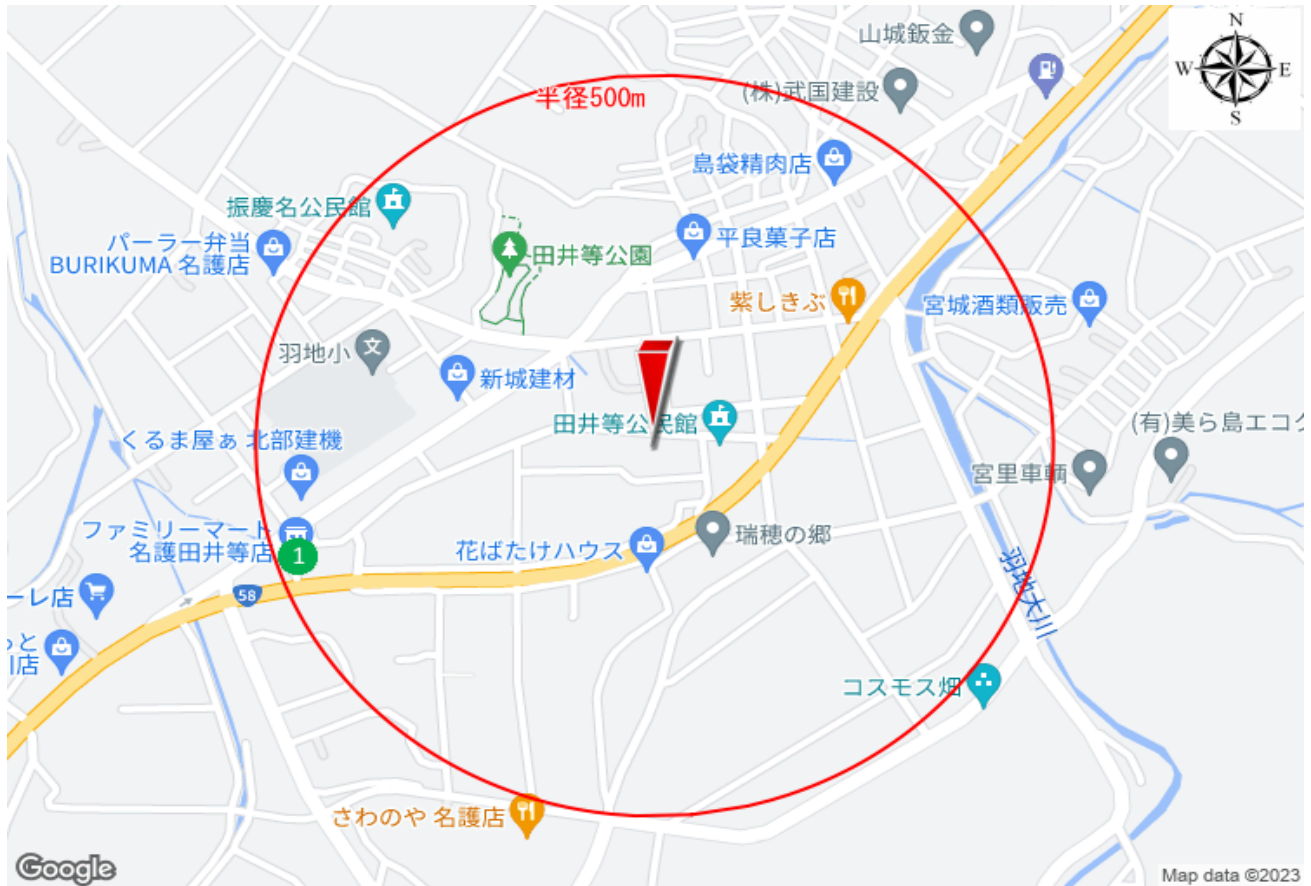 N
W
E
S
山城鈑金
半径500m
(株)武国建設
島袋精肉店
振慶名公民館
パーラー弁当
BURIKUMA 名護店
平良菓子店
田井等公園
紫しきぶ
宮城酒類販売
羽地小
文
新城建材
田井等公民館
(有)美ら島エコク
くるま屋ぁ 北部建機
宮里車輌
ファミリーマート
名護田井等店
1
瑞穂の郷
花ばたけハウス
58
ーレ店
羽地大川
っと
川店
コスモス畑
さわのや 名護店
Google
Map data ©2023